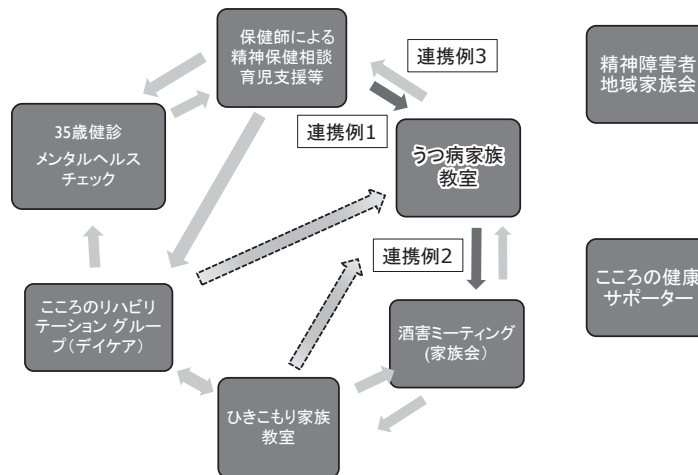 保健師による
精神保健相談
育児支援等
連携例3
精神障害者
地域家族会
35歳健診
メンタルヘルス
チェック
連携例1
うつ病家族
教室
連携例2
こころのリハビリ
テーション グルー
プ(デイケア)
酒害ミーティング
(家族会)
こころの健康
サポーター
ひきこもり家族
教室